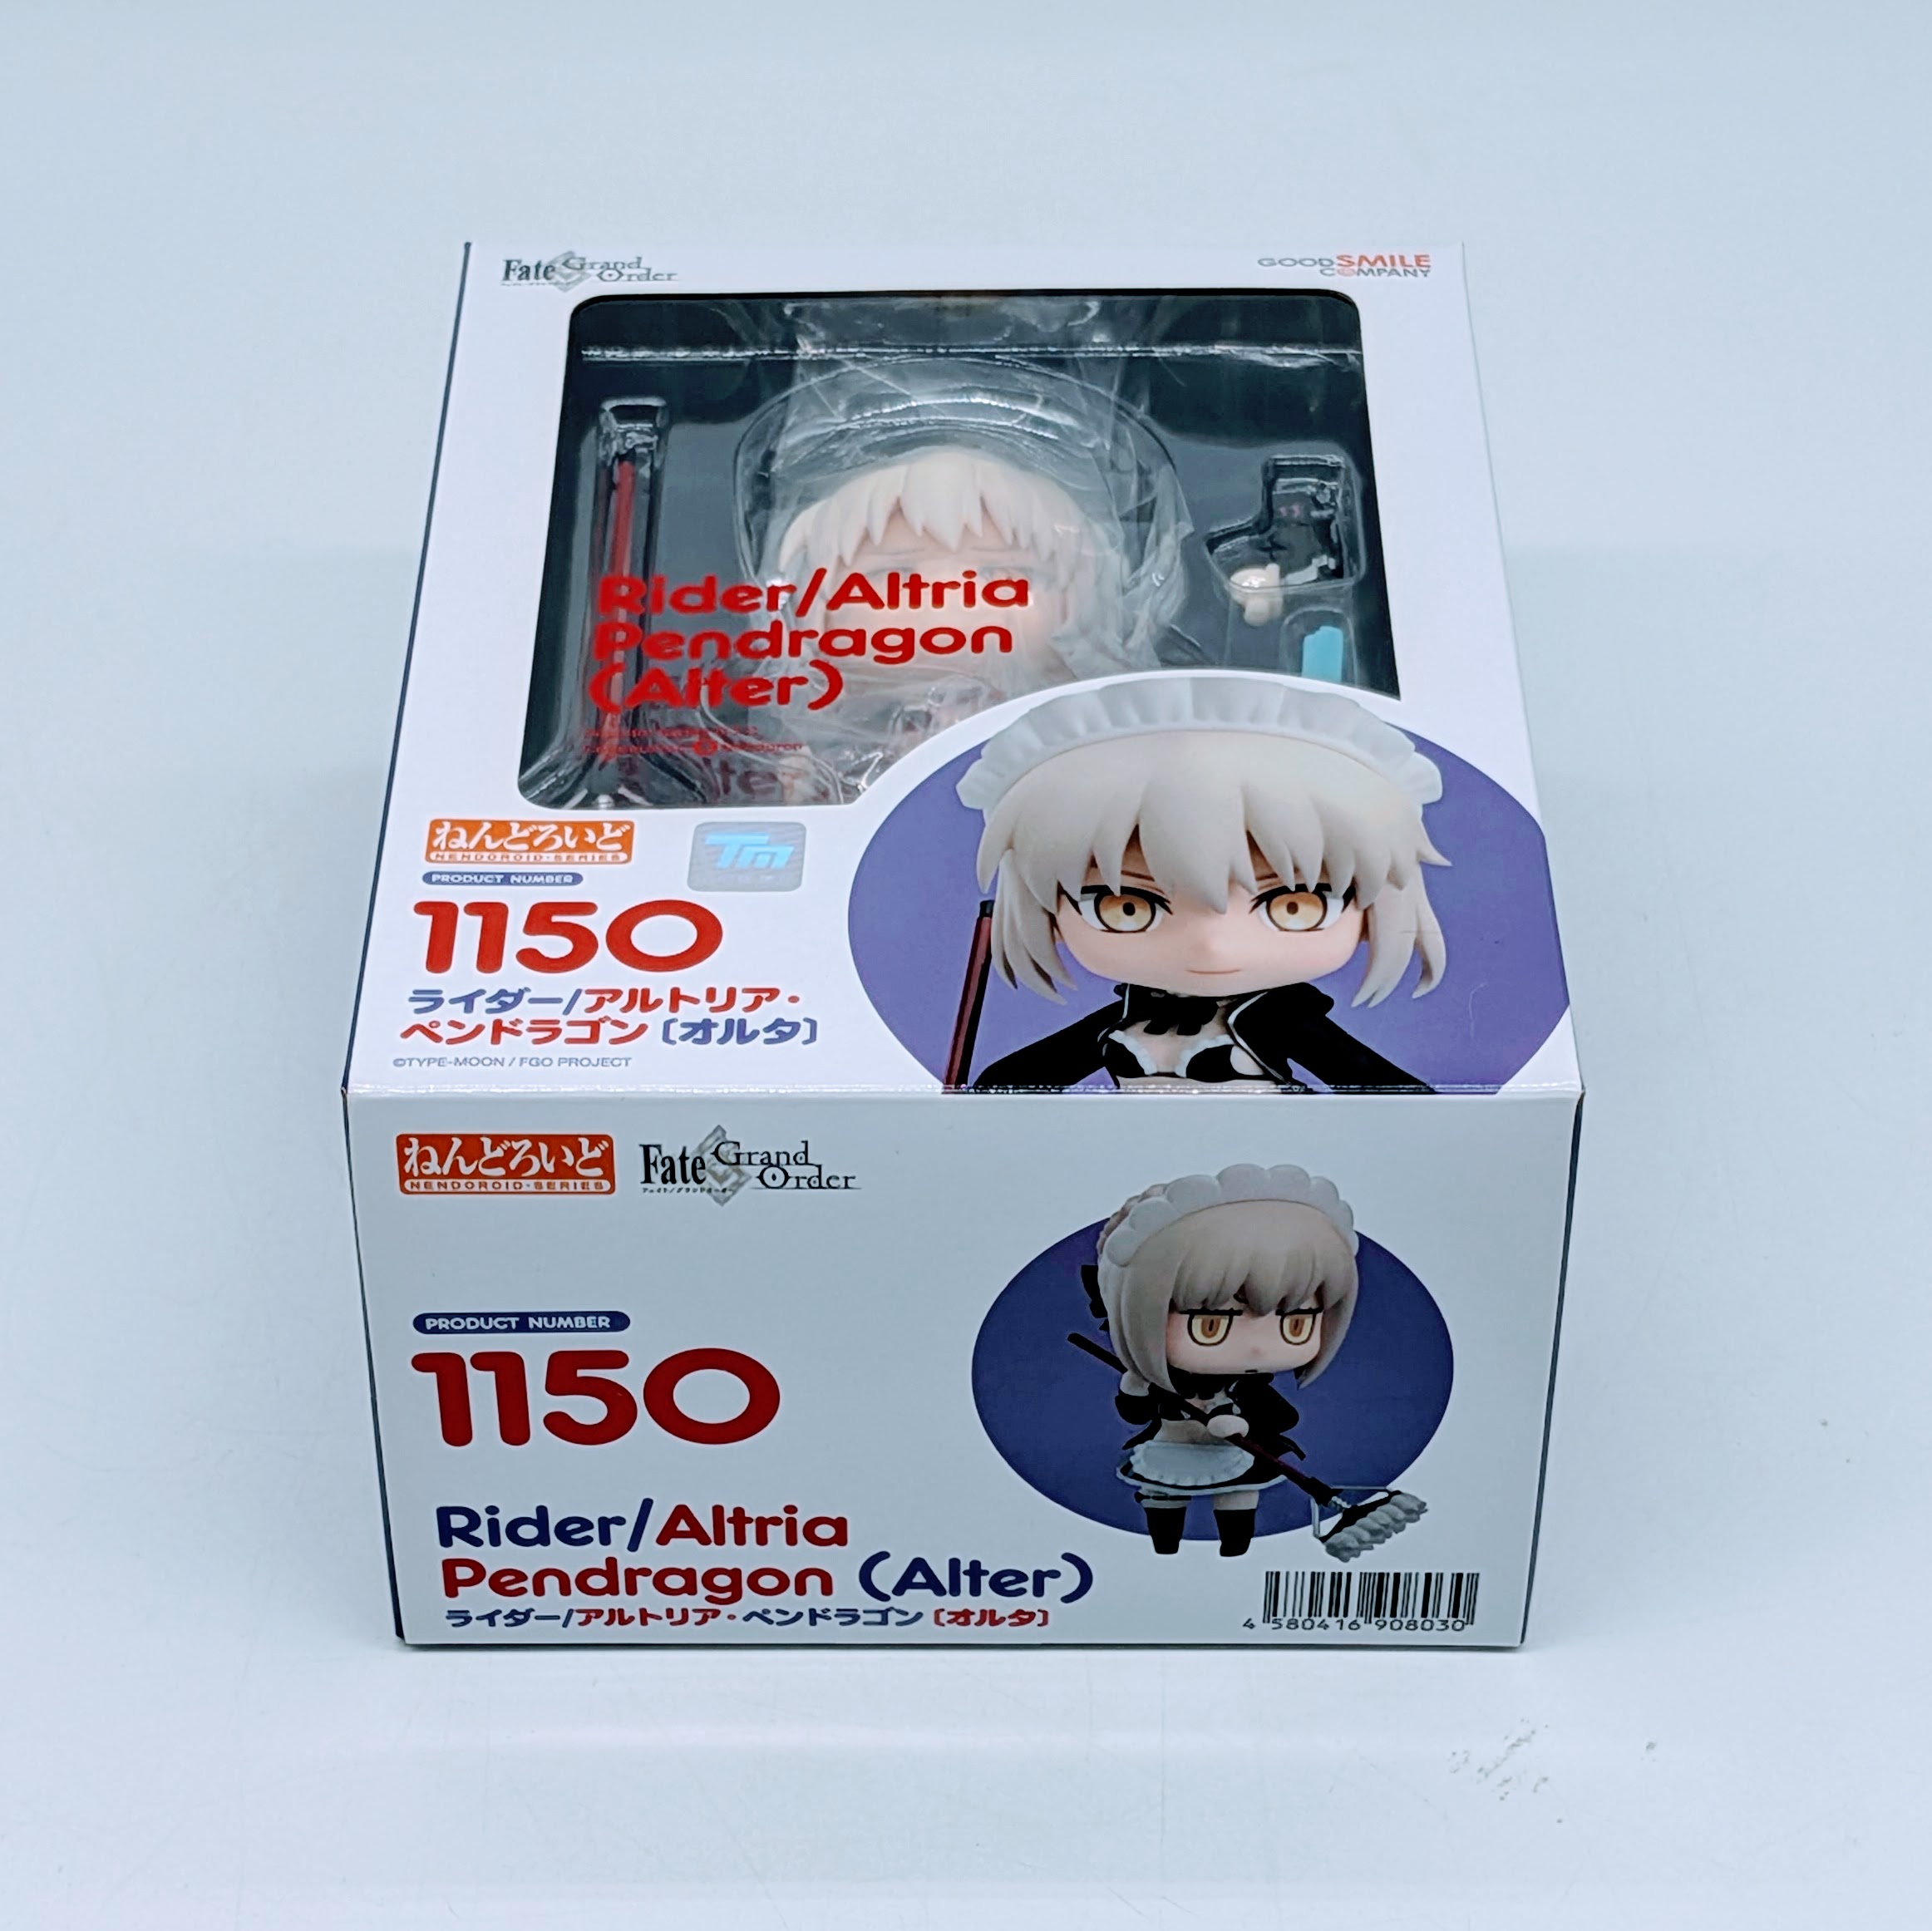 Fate Grand Order
GOOD SMILE COMPANY
Rider/Altria
Pendragon
(Alter)
ねんどろいど
NENDOROID·SERIES
TM
PRODUCT NUMBER
1150
ライダー/アルトリア・
ペンドラゴン〔オルタ〕
©TYPE-MOON / FGO PROJECT
ねんどろいど
NENDOROID·SERIES
Fate Grand Order
PRODUCT NUMBER
1150
Rider/Altria
Pendragon (Alter)
ライダー/アルトリア・ペンドラゴン〔オルタ〕
4 580416 908030